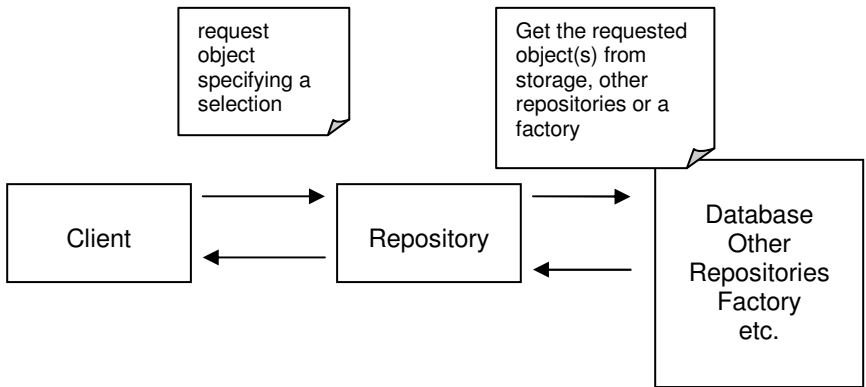 request
object
specifying a
selection
Get the requested
object(s) from
storage, other
repositories or a
factory
Client
Repository
Database
Other
Repositories
Factory
etc.